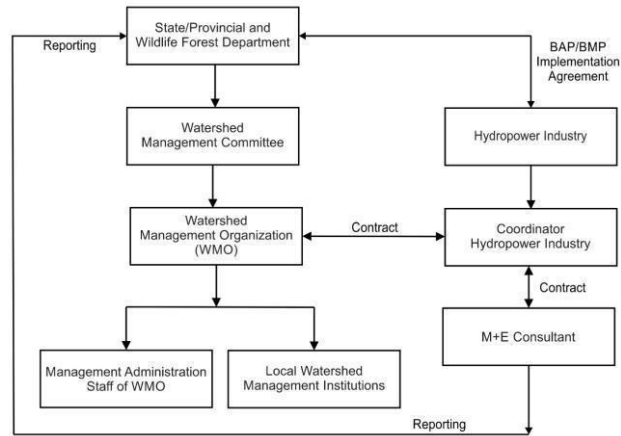 State/Provincial and
Wildlife Forest Department
Reporting
BAP/BMP
Implementation
Agreement
Watershed
Management Committee
Hydropower Industry
Watershed
Management Organization
(WMO)
Contract
Coordinator
Hydropower Industry
Contract
M+E Consultant
Management Administration
Staff of WMO
Local Watershed
Management Institutions
Reporting